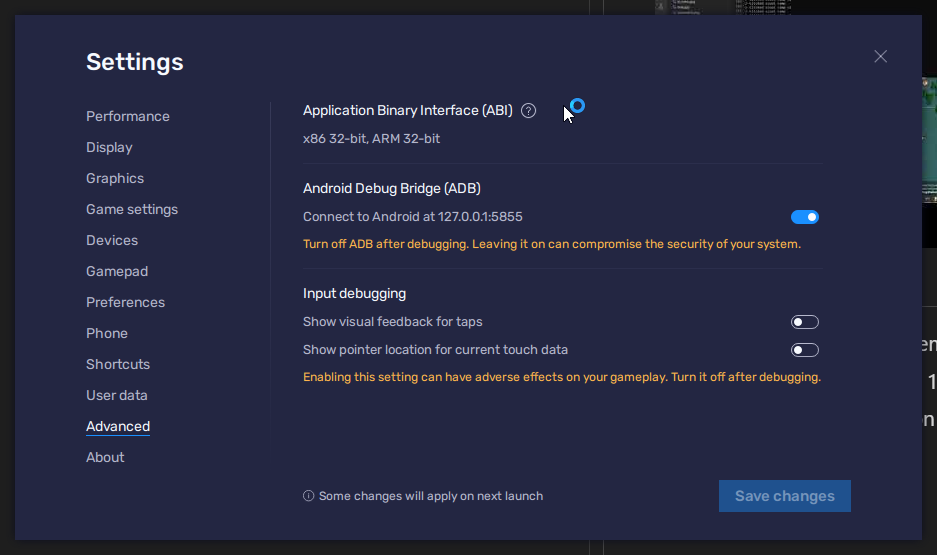 Settings
Performance
Display
Graphics
Game settings
Devices
Gamepad
Preferences
Phone
Shortcuts
User data
Advanced
About
Application Binary Interface (ABI) ?
x86 32-bit, ARM 32-bit
Android Debug Bridge (ADB)
Connect to Android at 127.0.0.1:5855
Turn off ADB after debugging. Leaving it on can compromise the security of your system.
Input debugging
Show visual feedback for taps
Show pointer location for current touch data
Enabling this setting can have adverse effects on your gameplay. Turn it off after debugging.
Some changes will apply on next launch
Save changes